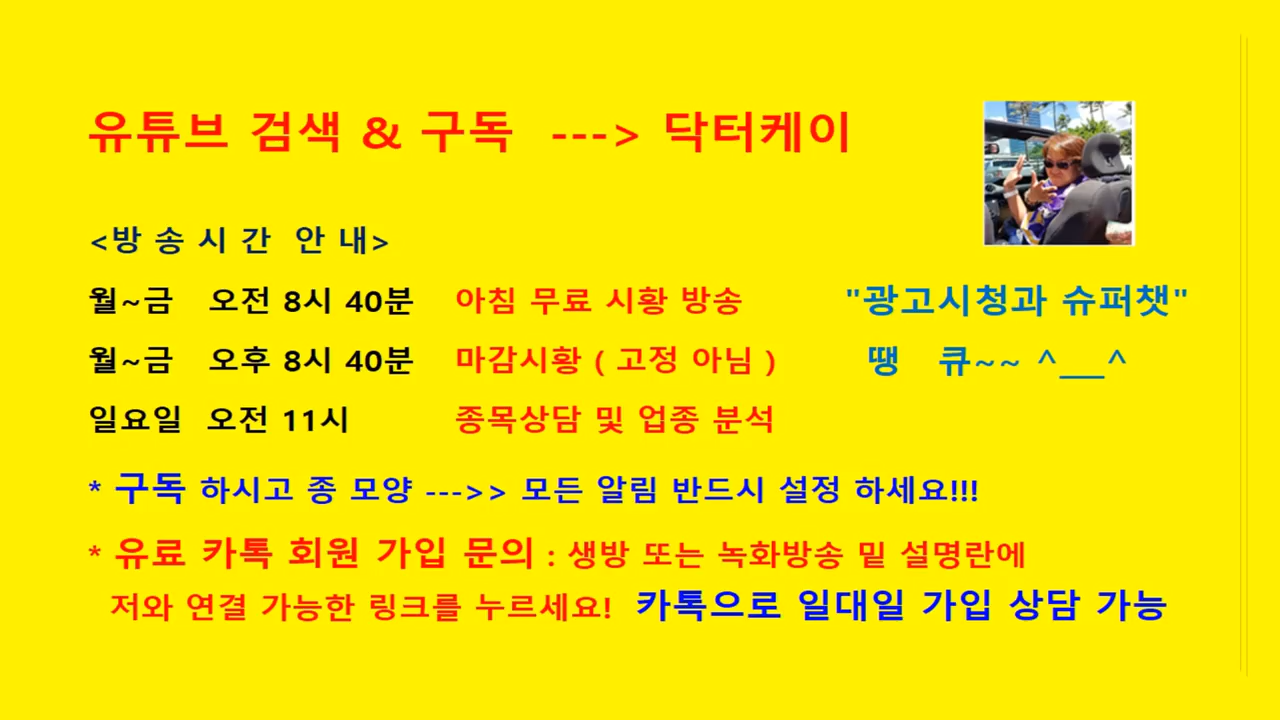 유튜브 검색 & 구독 ---> 닥터케이
<방 송 시 간 안 내>
월~금 오전 8시 40분 아침 무료 시황 방송
월~금 오후 8시 40분 마감시황 ( 고정 아님 )
일요일 오전 11시 종목상담 및 업종 분석
"광고시청과 슈퍼챗"
땡 큐~~ ^__^
* 구독 하시고 종 모양 --->> 모든 알림 반드시 설정 하세요!!!
* 유료 카톡 회원 가입 문의 : 생방 또는 녹화방송 밑 설명란에
저와 연결 가능한 링크를 누르세요! 카톡으로 일대일 가입 상담 가능